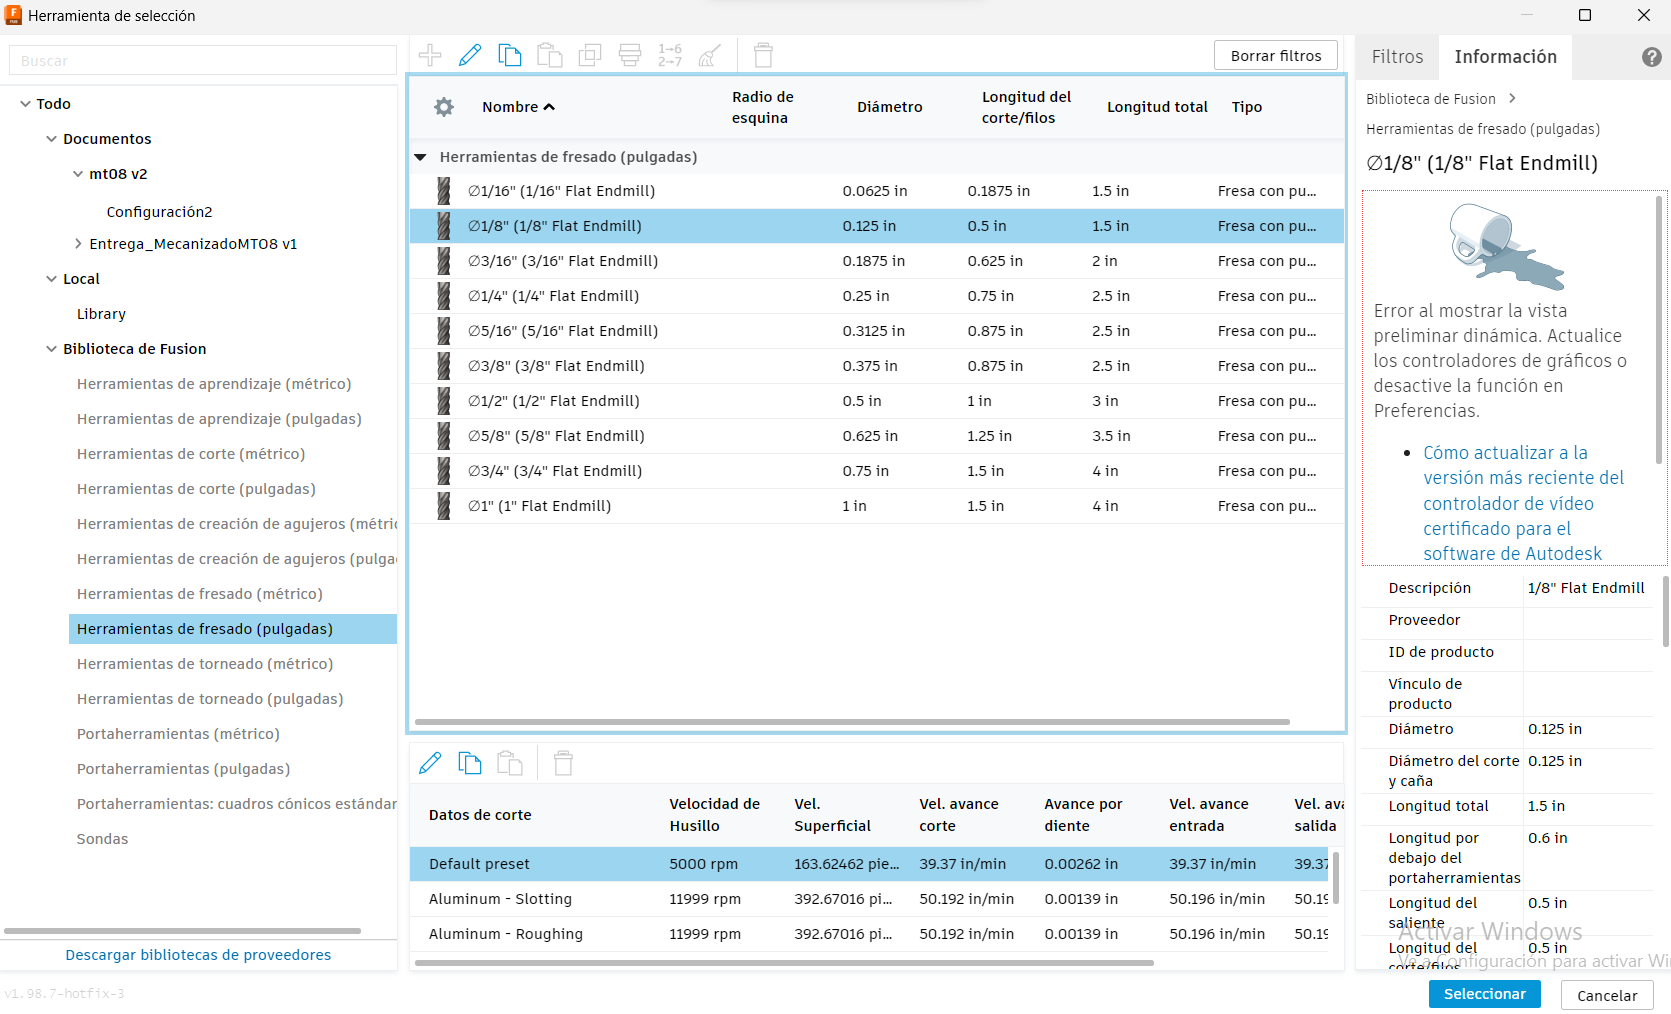 Herramienta de selección
Buscar
Todo
Documentos
mt08 v2
Configuración2
Entrega_MecanizadoMT08 v1
Local
Library
Biblioteca de Fusion
Herramientas de aprendizaje (métrico)
Herramientas de aprendizaje (pulgadas)
Herramientas de corte (métrico)
Herramientas de corte (pulgadas)
Herramientas de creación de agujeros (métric
Herramientas de creación de agujeros (pulga
Herramientas de fresado (métrico)
Herramientas de fresado (pulgadas)
Herramientas de torneado (métrico)
Herramientas de torneado (pulgadas)
Portaherramientas (métrico)
Portaherramientas (pulgadas)
Portaherramientas: cuadros cónicos estándar
Sondas
Descargar bibliotecas de proveedores
v1.98.7-hotfix-3
1→6
2→7
Borrar filtros
Nombre Radio de esquina Diámetro Longitud del corte/filos Longitud total Tipo
Herramientas de fresado (pulgadas)
∅1/16" (1/16" Flat Endmill) 0.0625 in 0.1875 in 1.5 in Fresa con pu...
∅1/8" (1/8" Flat Endmill) 0.125 in 0.5 in 1.5 in Fresa con pu...
∅3/16" (3/16" Flat Endmill) 0.1875 in 0.625 in 2 in Fresa con pu...
∅1/4" (1/4" Flat Endmill) 0.25 in 0.75 in 2.5 in Fresa con pu...
∅5/16" (5/16" Flat Endmill) 0.3125 in 0.875 in 2.5 in Fresa con pu...
∅3/8" (3/8" Flat Endmill) 0.375 in 0.875 in 2.5 in Fresa con pu...
∅1/2" (1/2" Flat Endmill) 0.5 in 1 in 3 in Fresa con pu...
∅5/8" (5/8" Flat Endmill) 0.625 in 1.25 in 3.5 in Fresa con pu...
∅3/4" (3/4" Flat Endmill) 0.75 in 1.5 in 4 in Fresa con pu...
∅1" (1" Flat Endmill) 1 in 1.5 in 4 in Fresa con pu...
Datos de corte Velocidad de Husillo Vel. Superficial Vel. avance corte Avance por diente Vel. avance entrada Vel. ava salida
Default preset 5000 rpm 163.62462 pie... 39.37 in/min 0.00262 in 39.37 in/min 39.37
Aluminum - Slotting 11999 rpm 392.67016 pi... 50.192 in/min 0.00139 in 50.196 in/min 50.19
Aluminum - Roughing 11999 rpm 392.67016 pi... 50.192 in/min 0.00139 in 50.196 in/min 50.19
Filtros Información
Biblioteca de Fusion
Herramientas de fresado (pulgadas)
∅1/8" (1/8" Flat Endmill)
Error al mostrar la vista
preliminar dinámica. Actualice
los controladores de gráficos o
desactive la función en
Preferencias.
Cómo actualizar a la
versión más reciente del
controlador de vídeo
certificado para el
software de Autodesk
Descripción 1/8" Flat Endmill
Proveedor
ID de producto
Vínculo de
producto
Diámetro 0.125 in
Diámetro del corte 0.125 in
y caña
Longitud total 1.5 in
Longitud por 0.6 in
debajo del
portaherramientas
Longitud del 0.5 in
saliente
Longitud del 0.5 in
corte/filos
Activar Windows
Ve a Configuración para activar Wi
Seleccionar Cancelar